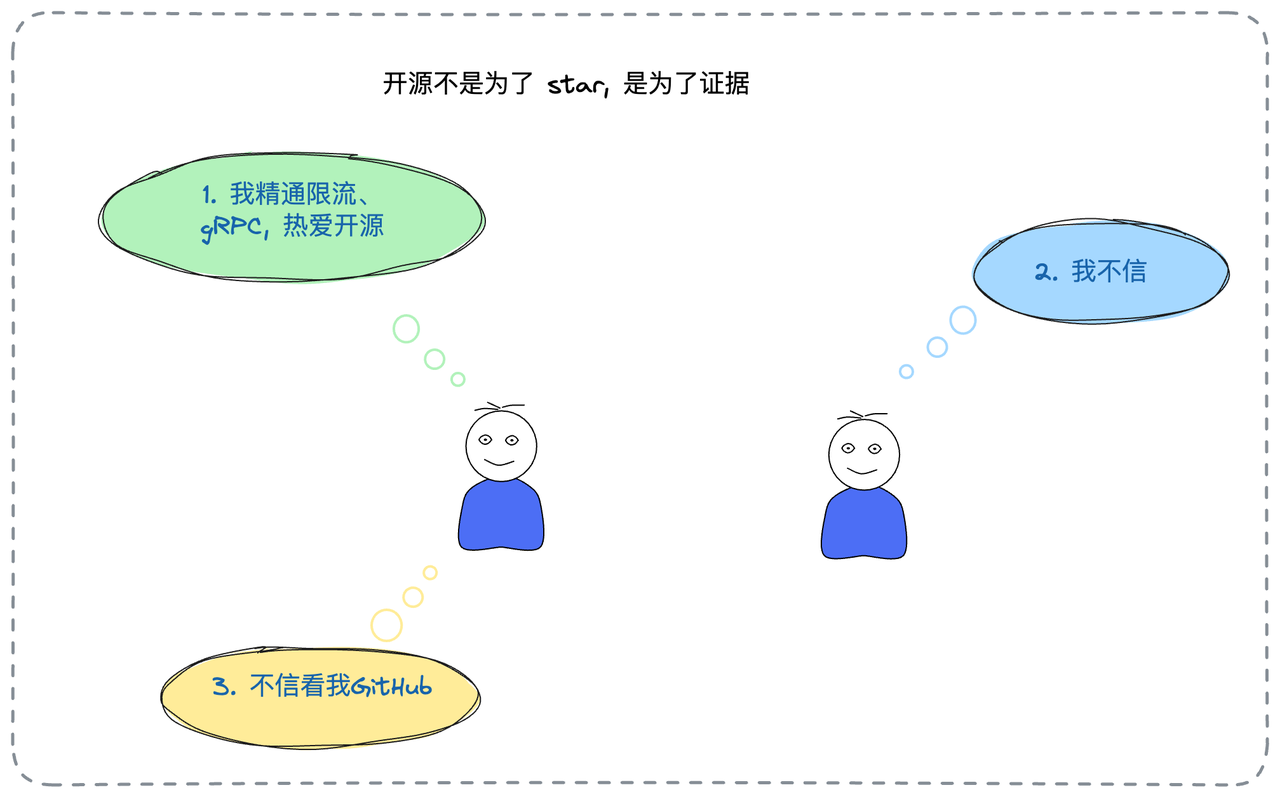 开源不是为了 star, 是为了证据
1. 我精通限流、
gRPC, 热爱开源
2. 我不信
3. 不信看我GitHub